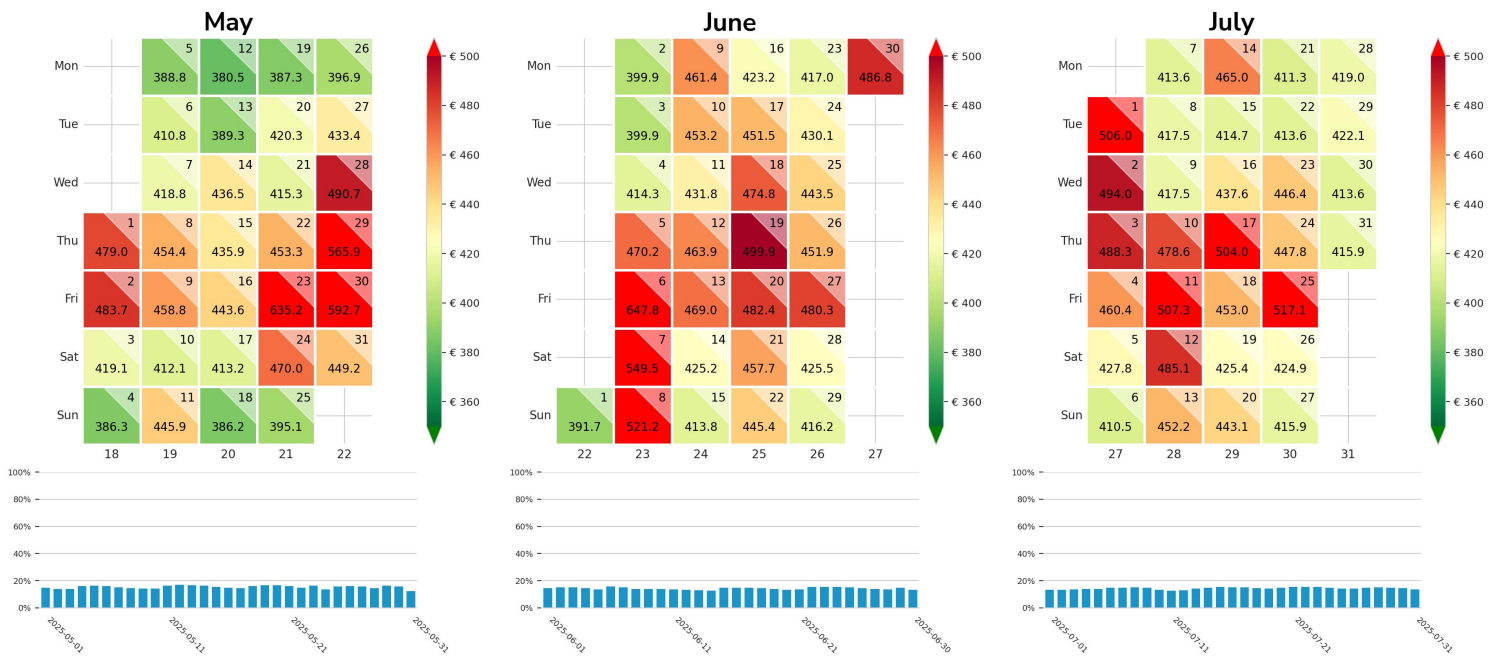 May
June
July
Mon
5 12 19 26
388.8 380.5 387.3 396.9
Tue
6 13 20 27
410.8 389.3 420.3 433.4
Wed
7 14 21 28
418.8 436.5 415.3 490.7
Thu
1 8 15 22 29
479.0 454.4 435.9 453.3 565.9
Fri
2 9 16 23 30
483.7 458.8 443.6 635.2 592.7
Sat
3 10 17 24 31
419.1 412.1 413.2 470.0 449.2
Sun
4 11 18 25
386.3 445.9 386.2 395.1
18 19 20 21 22
€ 500
€ 480
€ 460
€ 440
€ 420
€ 400
€ 380
€ 360
Mon
2 9 16 23 30
399.9 461.4 423.2 417.0 486.8
Tue
3 10 17 24
399.9 453.2 451.5 430.1
Wed
4 11 18 25
414.3 431.8 474.8 443.5
Thu
5 12 19 26
470.2 463.9 499.9 451.9
Fri
6 13 20 27
647.8 469.0 482.4 480.3
Sat
7 14 21 28
549.5 425.2 457.7 425.5
Sun
1 8 15 22 29
391.7 521.2 413.8 445.4 416.2
22 23 24 25 26 27
€ 500
€ 480
€ 460
€ 440
€ 420
€ 400
€ 380
€ 360
Mon
7 14 21 28
413.6 465.0 411.3 419.0
Tue
1 8 15 22 29
506.0 417.5 414.7 413.6 422.1
Wed
2 9 16 23 30
494.0 417.5 437.6 446.4 413.6
Thu
3 10 17 24 31
488.3 478.6 504.0 447.8 415.9
Fri
4 11 18 25
460.4 507.3 453.0 517.1
Sat
5 12 19 26
427.8 485.1 425.4 424.9
Sun
6 13 20 27
410.5 452.2 443.1 415.9
27 28 29 30 31
€ 500
€ 480
€ 460
€ 440
€ 420
€ 400
€ 380
€ 360
100%
80%
60%
40%
20%
0%
2025-05-01 2025-05-11 2025-05-21 2025-05-31
100%
80%
60%
40%
20%
0%
2025-06-01 2025-06-11 2025-06-21 2025-06-30
100%
80%
60%
40%
20%
0%
2025-07-01 2025-07-11 2025-07-21 2025-07-31